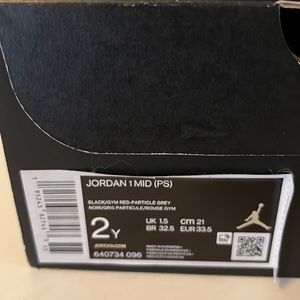 JORDAN 1 MID (PS)
BLACK/GYM RED-PARTICLE GREY
NOIR/GRIS PARTICULE/ROUGE GYM
2Y
UK 1.5 cm 21
BR 32.5 EUR 33.5
JORDAN.COM
640734 096